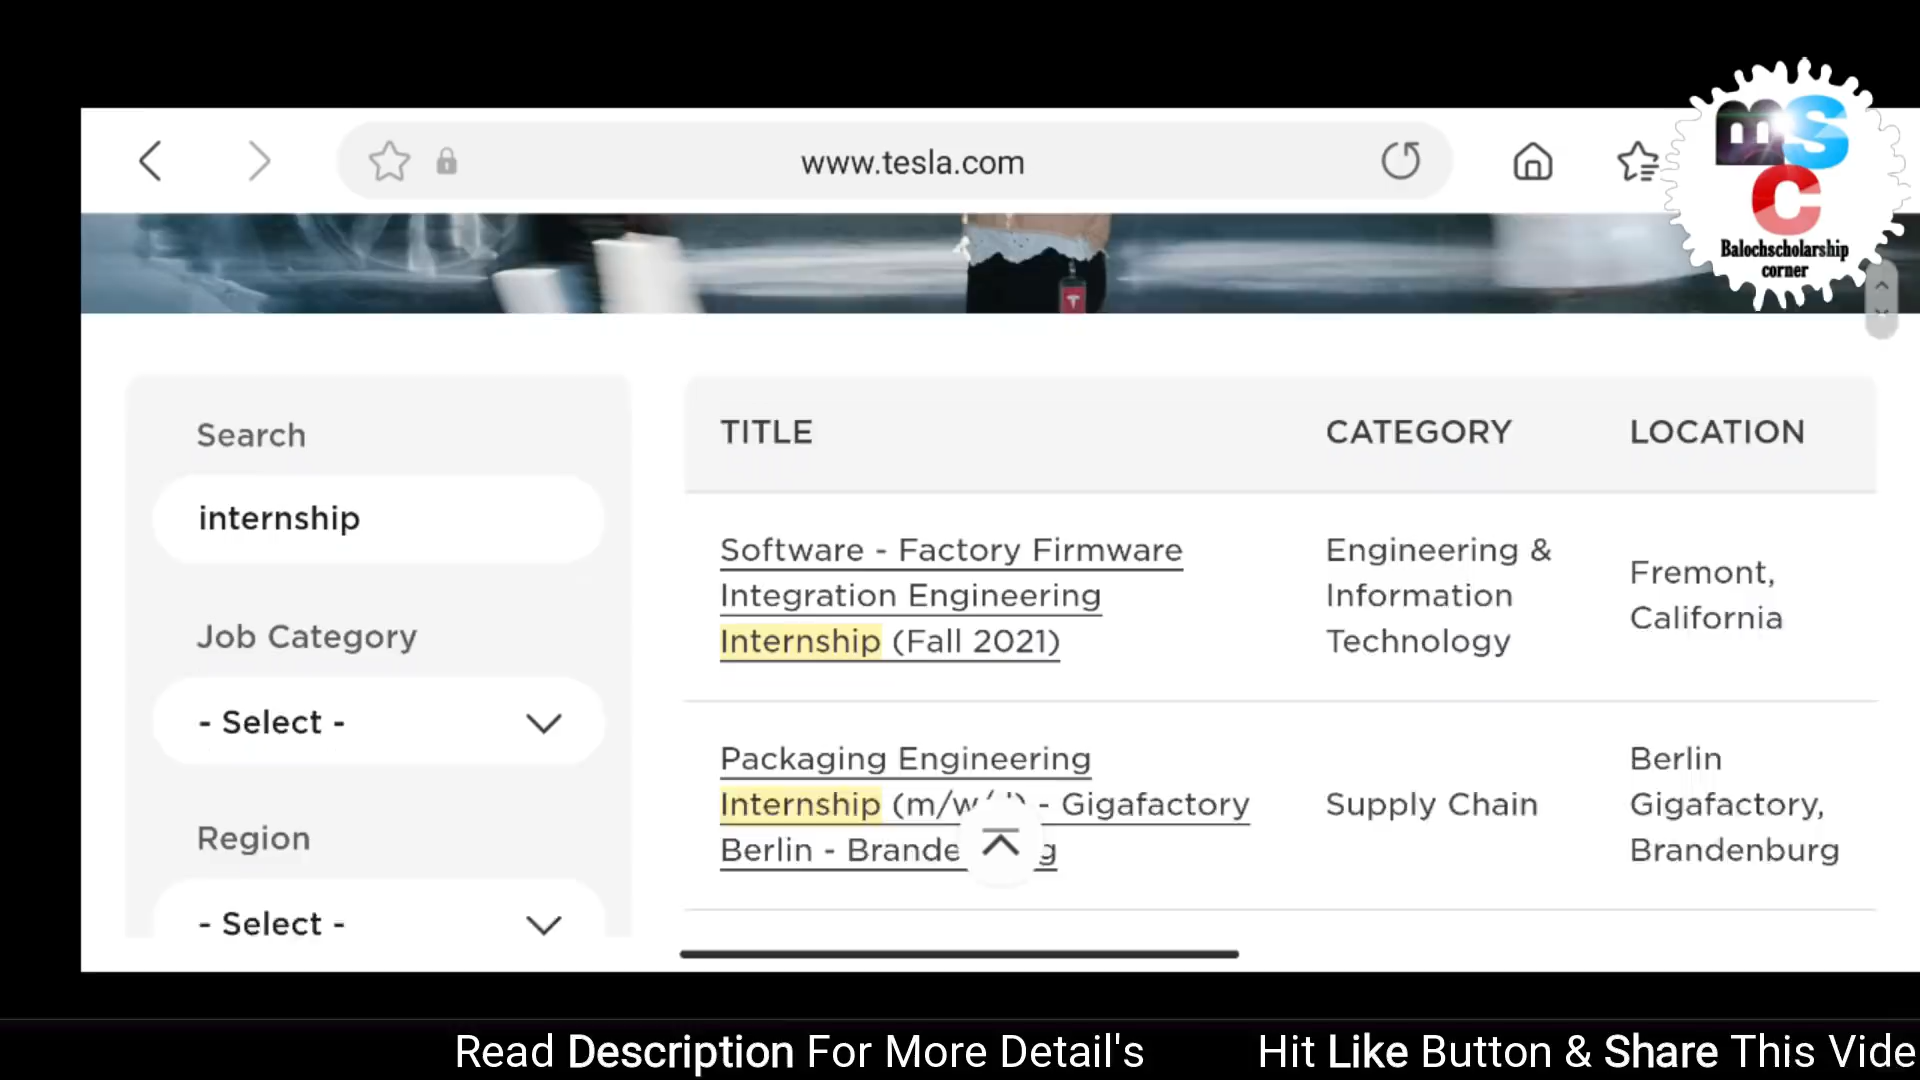 www.tesla.com
mS
C
Balochscholarship
corner
Search
internship
Job Category
- Select -
Region
- Select -
TITLE CATEGORY LOCATION
Software - Factory Firmware
Integration Engineering
Internship (Fall 2021)
Engineering &
Information
Technology
Fremont,
California
Packaging Engineering
Internship (m/w/ - Gigafactory
Berlin - Brande g
Supply Chain
Berlin
Gigafactory,
Brandenburg
Read Description For More Detail's Hit Like Button & Share This Vide